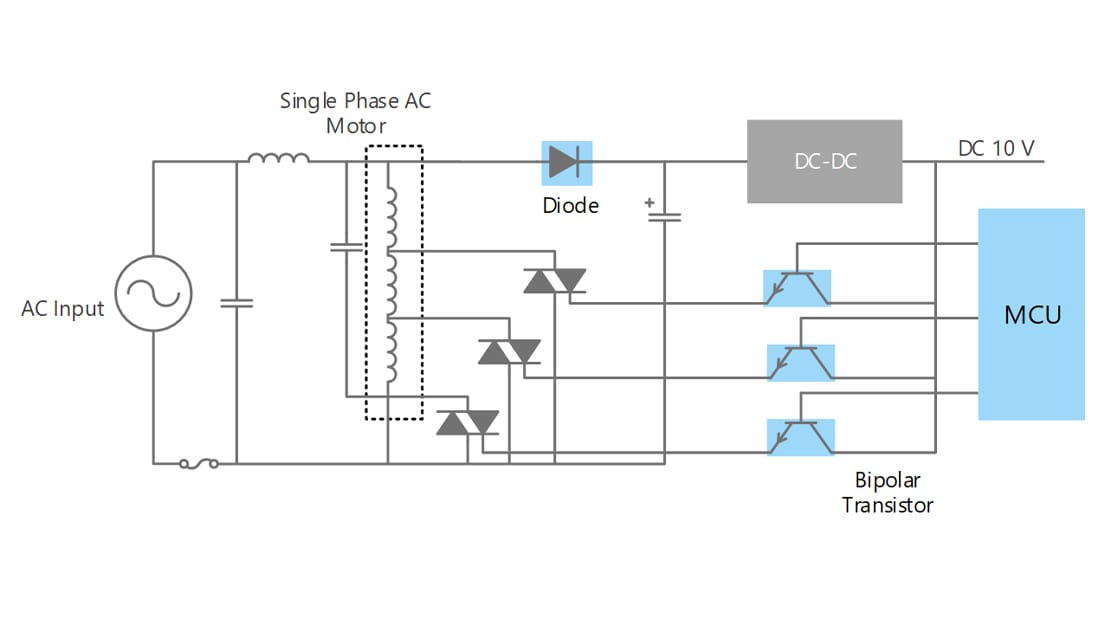 Single Phase AC
Motor
DC-DC
DC 10 V
Diode
AC Input
MCU
Bipolar
Transistor
+